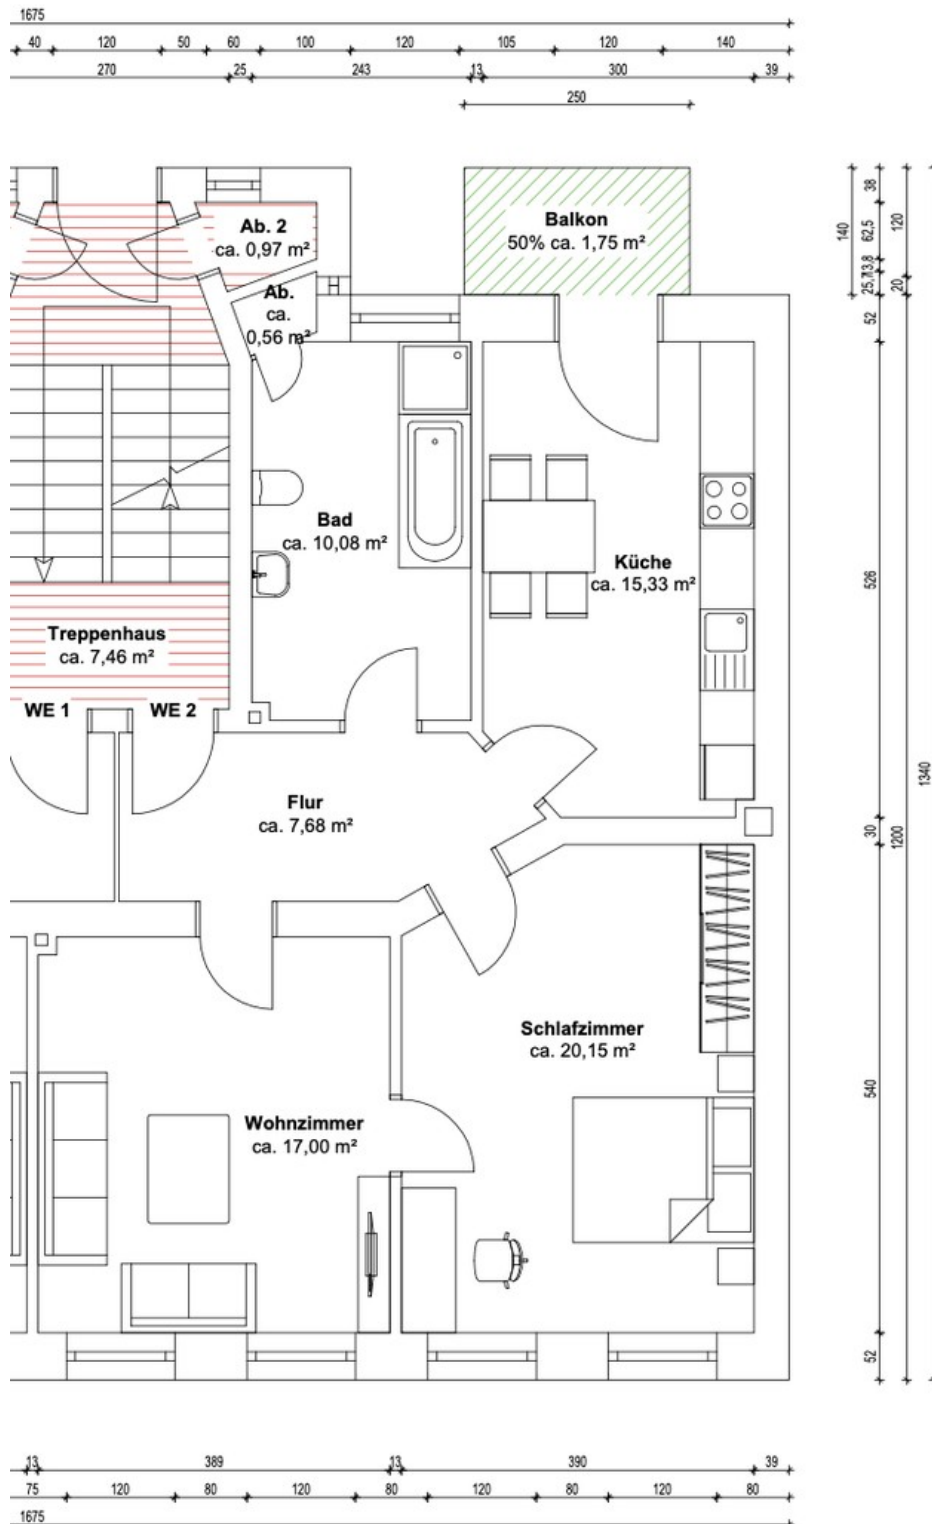 1675
40 120 50 60 100 120 105 120 140
270 25 243 13 300 39
250
Balkon
50% ca. 1,75 m²
Ab. 2
ca. 0,97 m²
Ab.
ca.
0,56 m²
140
38
62,5
120
20
52
Bad
ca. 10,08 m²
Küche
ca. 15,33 m²
526
Treppenhaus
ca. 7,46 m²
WE 1
WE 2
Flur
ca. 7,68 m²
30
1200
1340
Schlafzimmer
ca. 20,15 m²
540
Wohnzimmer
ca. 17,00 m²
52
13 389 13 390 39
75 120 80 120 80 120 80 120 80
1675